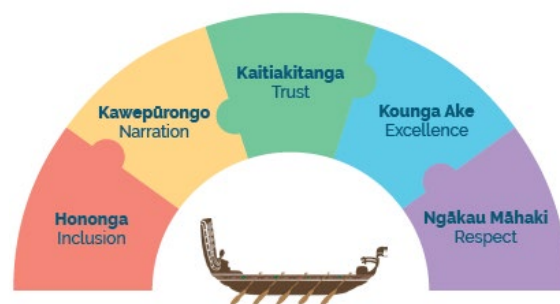 Hononga
Inclusion
Kawepūrongo
Narration
Kaitiakitanga
Trust
Kounga Ake
Excellence
Ngākau Māhaki
Respect